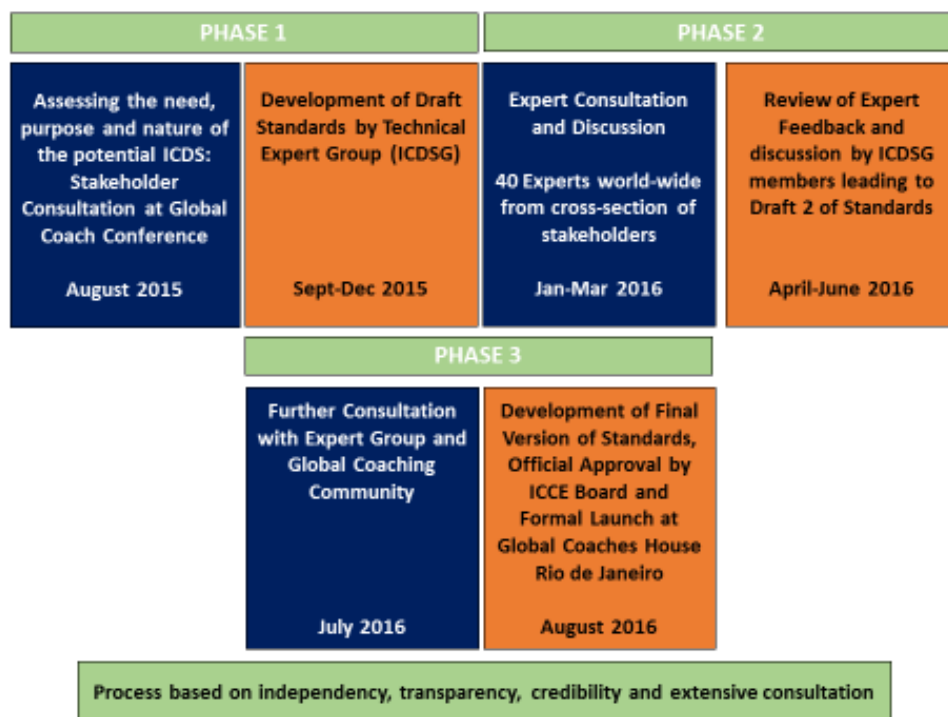 PHASE 1
PHASE 2
Assessing the need,
purpose and nature of
the potential ICDS:
Stakeholder
Consultation at Global
Coach Conference
August 2015
Development of Draft
Standards by Technical
Expert Group (ICDSG)
Sept-Dec 2015
Expert Consultation
and Discussion
40 Experts world-wide
from cross-section of
stakeholders
Jan-Mar 2016
Review of Expert
Feedback and
discussion by ICDSG
members leading to
Draft 2 of Standards
April-June 2016
PHASE 3
Further Consultation
with Expert Group and
Global Coaching
Community
July 2016
Development of Final
Version of Standards,
Official Approval by
ICCE Board and
Formal Launch at
Global Coaches House
Rio de Janeiro
August 2016
Process based on independency, transparency, credibility and extensive consultation